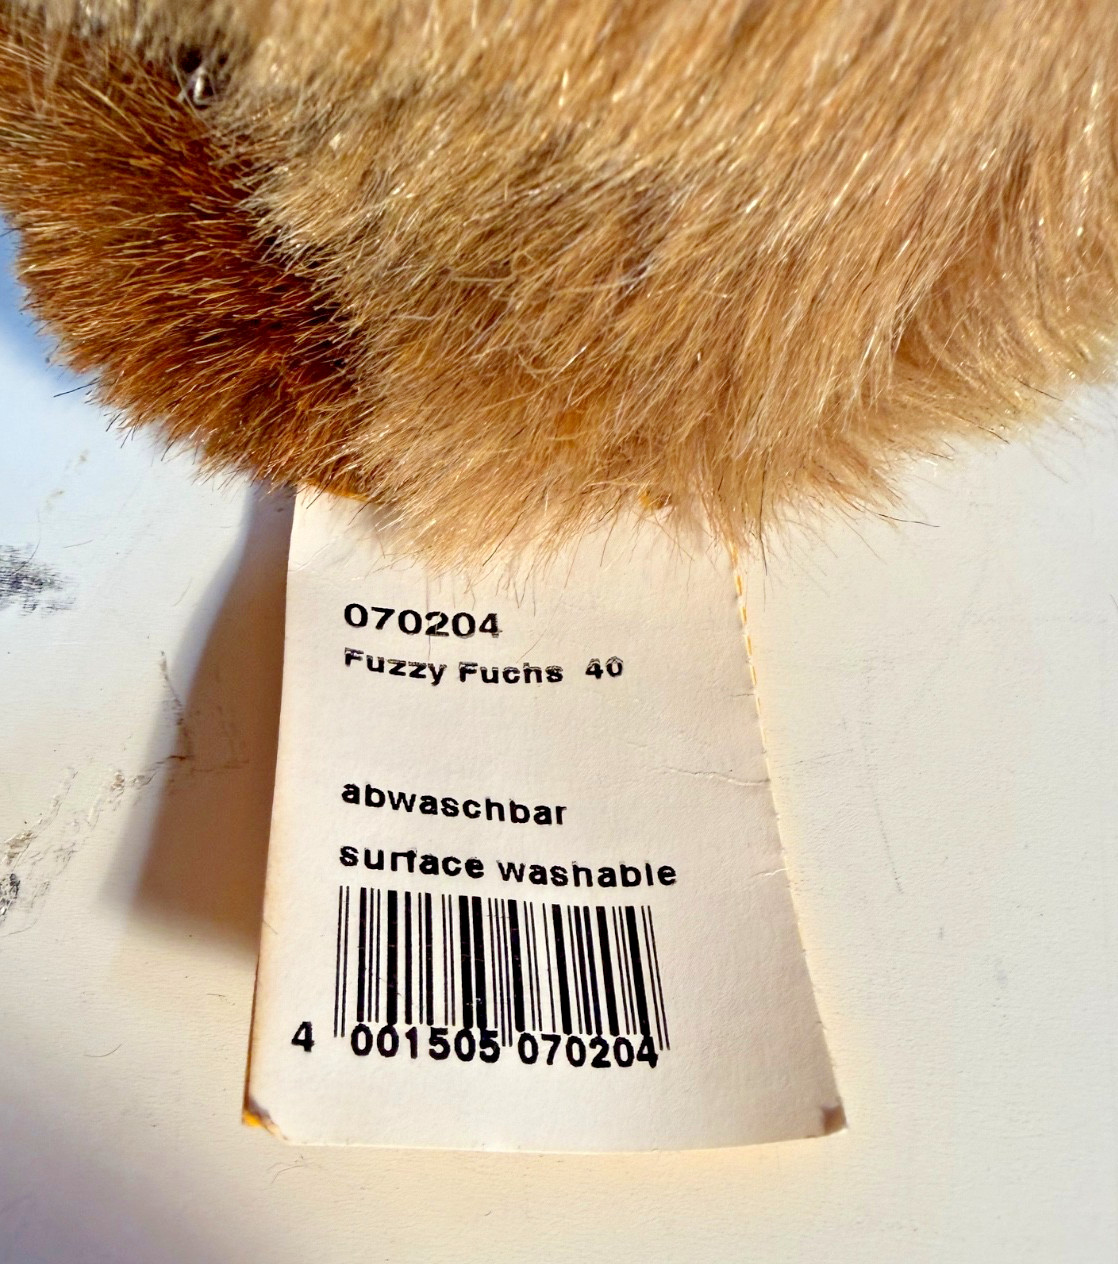 070204
Fuzzy Fuchs 40
abwaschbar
surface washable
4 001505 070204